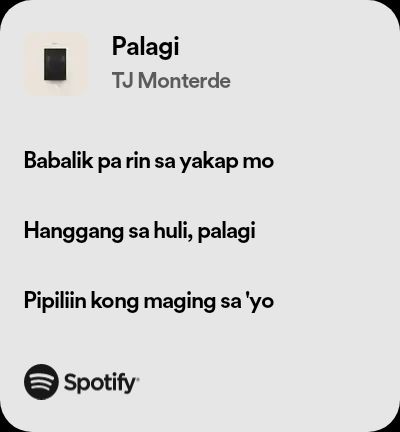 Palagi
TJ Monterde
Babalik pa rin sa yakap mo
Hanggang sa huli, palagi
Pipiliin kong maging sa 'yo
Spotify